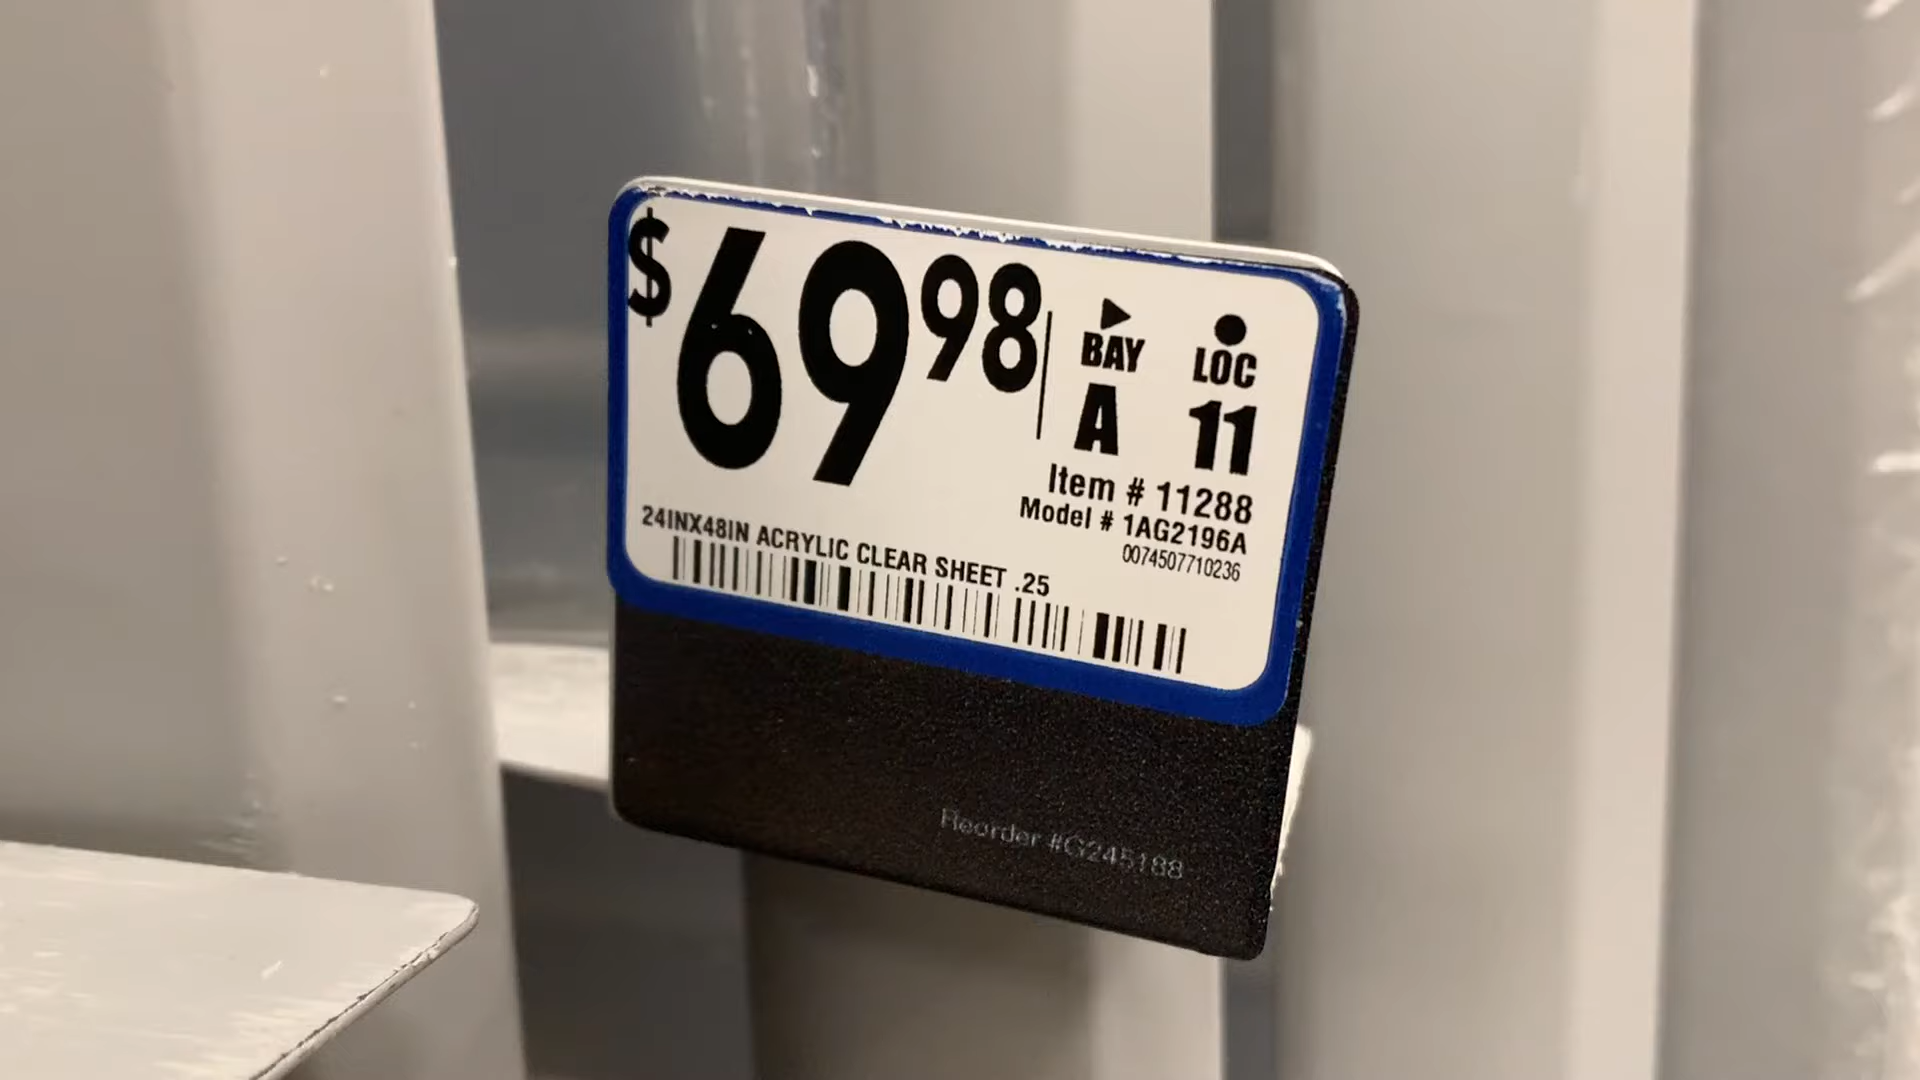 $6998
BAY LOC
A 11
Item # 11288
Model # 1AG2196A
0074507710236
24INX48IN ACRYLIC CLEAR SHEET .25
Reorder #G245188